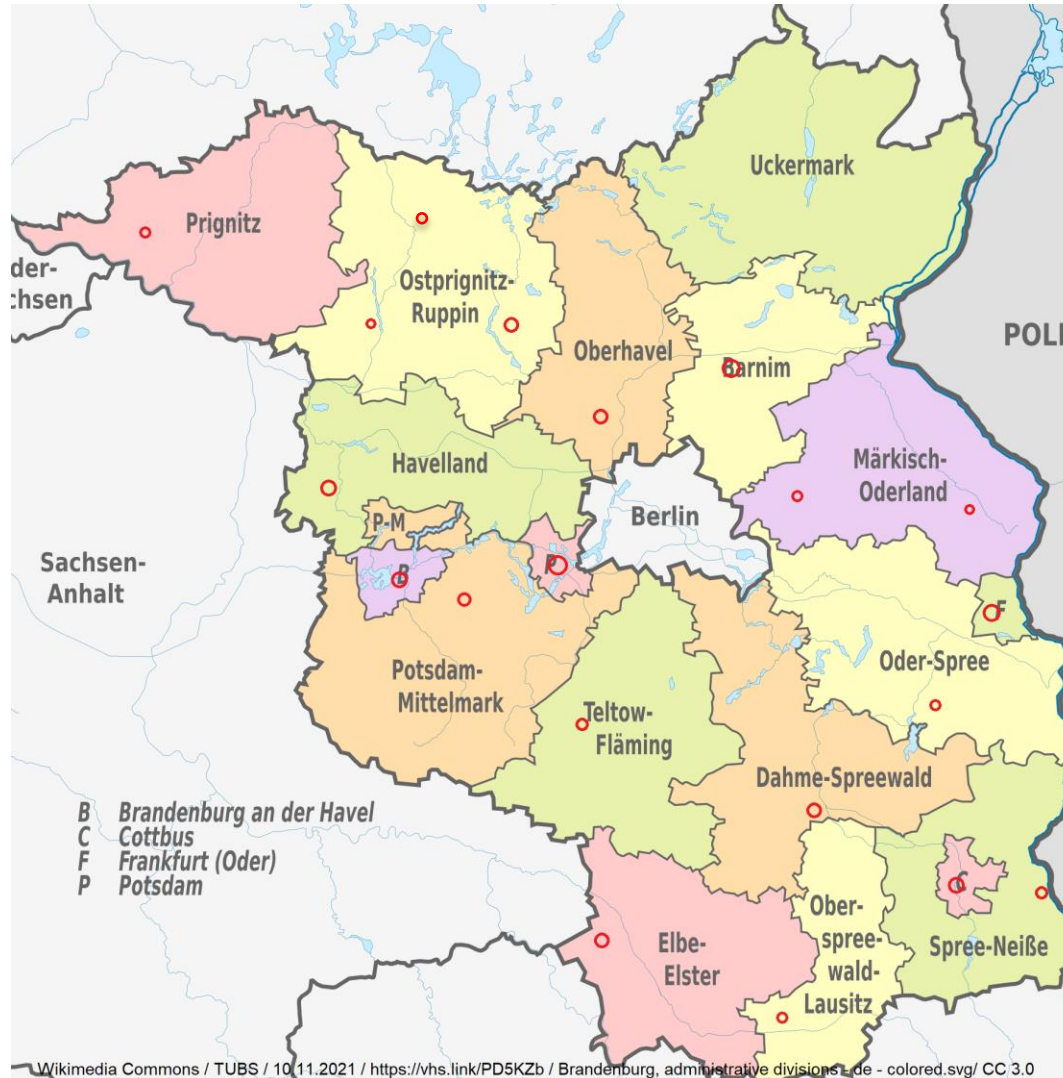 Uckermark
Prignitz
der-
chsen
Ostprignitz-
Ruppin
Oberhavel
Barnim
POLI
Havelland
Märkisch-
Oderland
P-M
Berlin
Sachsen-
Anhalt
B
P
F
Potsdam-
Mittelmark
Oder-Spree
Teltow-
Fläming
Dahme-Spreewald
B Brandenburg an der Havel
C Cottbus
F Frankfurt (Oder)
P Potsdam
C
Elbe-
Elster
Ober-
spree-
wald-
Lausitz
Spree-Neiße
Wikimedia Commons / TUBS / 10.11.2021 / https://vhs.link/PD5KZb / Brandenburg, administrative divisions - de - colored.svg/ CC 3.0